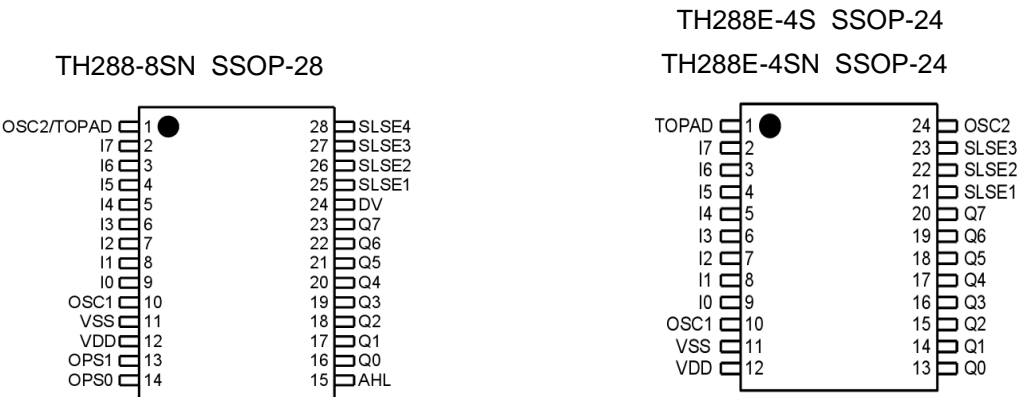 TH288-8SN SSOP-28
OSC2/TOPAD 1 28 SLSE4
I7 2 27 SLSE3
I6 3 26 SLSE2
I5 4 25 SLSE1
I4 5 24 DV
I3 6 23 Q7
I2 7 22 Q6
I1 8 21 Q5
I0 9 20 Q4
OSC1 10 19 Q3
VSS 11 18 Q2
VDD 12 17 Q1
OPS1 13 16 Q0
OPS0 14 15 AHL
TH288E-4S SSOP-24
TH288E-4SN SSOP-24
TOPAD 1 24 OSC2
I7 2 23 SLSE3
I6 3 22 SLSE2
I5 4 21 SLSE1
I4 5 20 Q7
I3 6 19 Q6
I2 7 18 Q5
I1 8 17 Q4
I0 9 16 Q3
OSC1 10 15 Q2
VSS 11 14 Q1
VDD 12 13 Q0